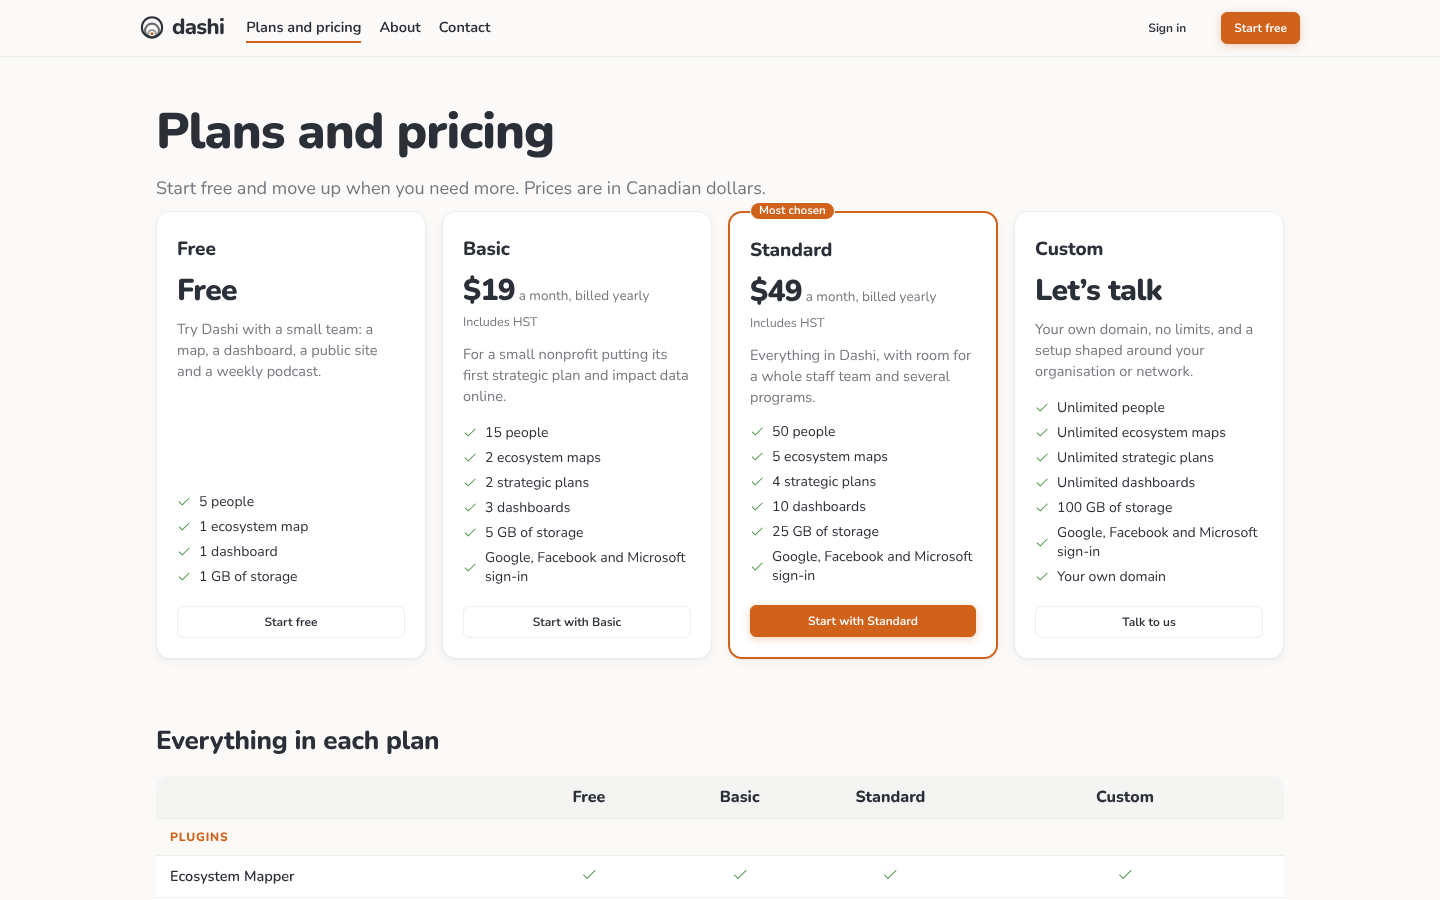 dashi
Plans and pricing
About
Contact
Sign in
Start free
Plans and pricing
Start free and move up when you need more. Prices are in Canadian dollars.
Free
Free
Try Dashi with a small team: a
map, a dashboard, a public site
and a weekly podcast.
5 people
1 ecosystem map
1 dashboard
1 GB of storage
Start free
Basic
$19 a month, billed yearly
Includes HST
For a small nonprofit putting its
first strategic plan and impact data
online.
15 people
2 ecosystem maps
2 strategic plans
3 dashboards
5 GB of storage
Google, Facebook and Microsoft
sign-in
Start with Basic
Most chosen
Standard
$49 a month, billed yearly
Includes HST
Everything in Dashi, with room for
a whole staff team and several
programs.
50 people
5 ecosystem maps
4 strategic plans
10 dashboards
25 GB of storage
Google, Facebook and Microsoft
sign-in
Start with Standard
Custom
Let’s talk
Your own domain, no limits, and a
setup shaped around your
organisation or network.
Unlimited people
Unlimited ecosystem maps
Unlimited strategic plans
Unlimited dashboards
100 GB of storage
Google, Facebook and Microsoft
sign-in
Your own domain
Talk to us
Everything in each plan
Free Basic Standard Custom
PLUGINS
Ecosystem Mapper